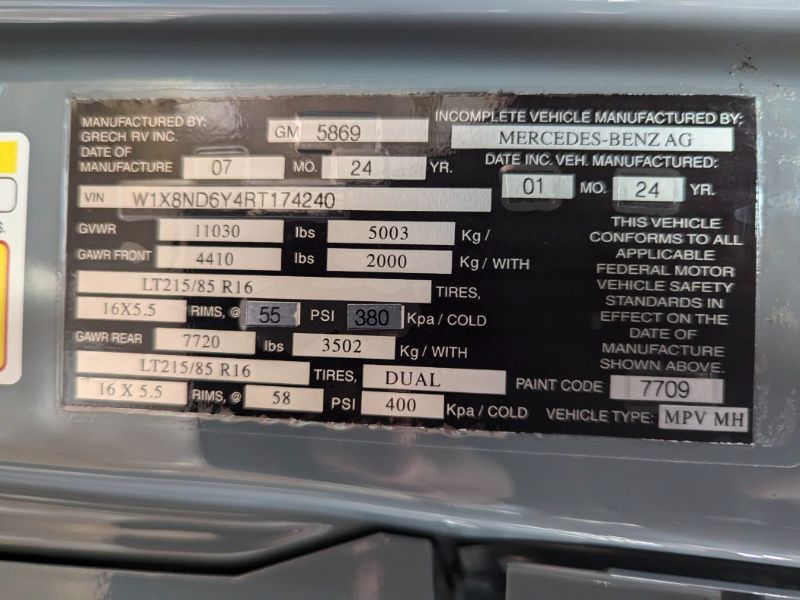 MANUFACTURED BY:
GRECH RV INC.
GM 5869
DATE OF
MANUFACTURE 07 MO. 24 YR.
VIN W1X8ND6Y4RT174240
INCOMPLETE VEHICLE MANUFACTURED BY:
MERCEDES-BENZ AG
DATE INC. VEH. MANUFACTURED:
01 MO. 24 YR.
GVWR 11030 lbs 5003 Kg /
GAWR FRONT 4410 lbs 2000 Kg / WITH
LT215/85 R16 TIRES,
16X5.5 RIMS, @ 55 PSI 380 Kpa / COLD
GAWR REAR 7720 lbs 3502 Kg / WITH
LT215/85 R16 TIRES, DUAL
16 X 5.5 RIMS, @ 58 PSI 400 Kpa / COLD
THIS VEHICLE
CONFORMS TO ALL
APPLICABLE
FEDERAL MOTOR
VEHICLE SAFETY
STANDARDS IN
EFFECT ON THE
DATE OF
MANUFACTURE
SHOWN ABOVE.
PAINT CODE 7709
VEHICLE TYPE: MPV MH